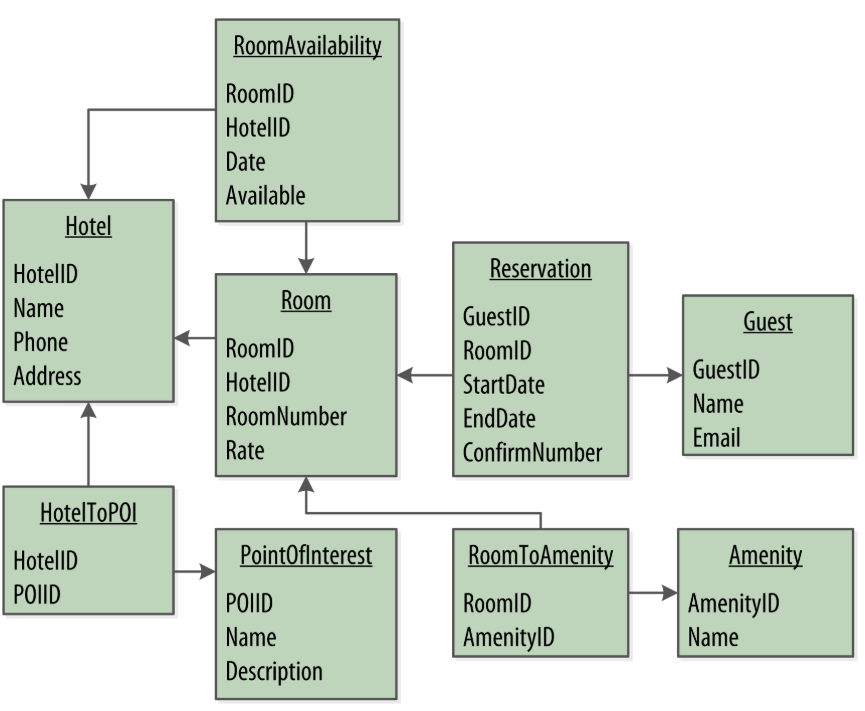 RoomAvailability
RoomID
HotelID
Date
Available
Hotel
HotelID
Name
Phone
Address
Room
RoomID
HotelID
RoomNumber
Rate
Reservation
GuestID
RoomID
StartDate
EndDate
ConfirmNumber
Guest
GuestID
Name
Email
HotelToPOI
HotelID
POIID
PointOfInterest
POIID
Name
Description
RoomToAmenity
RoomID
AmenityID
Amenity
AmenityID
Name